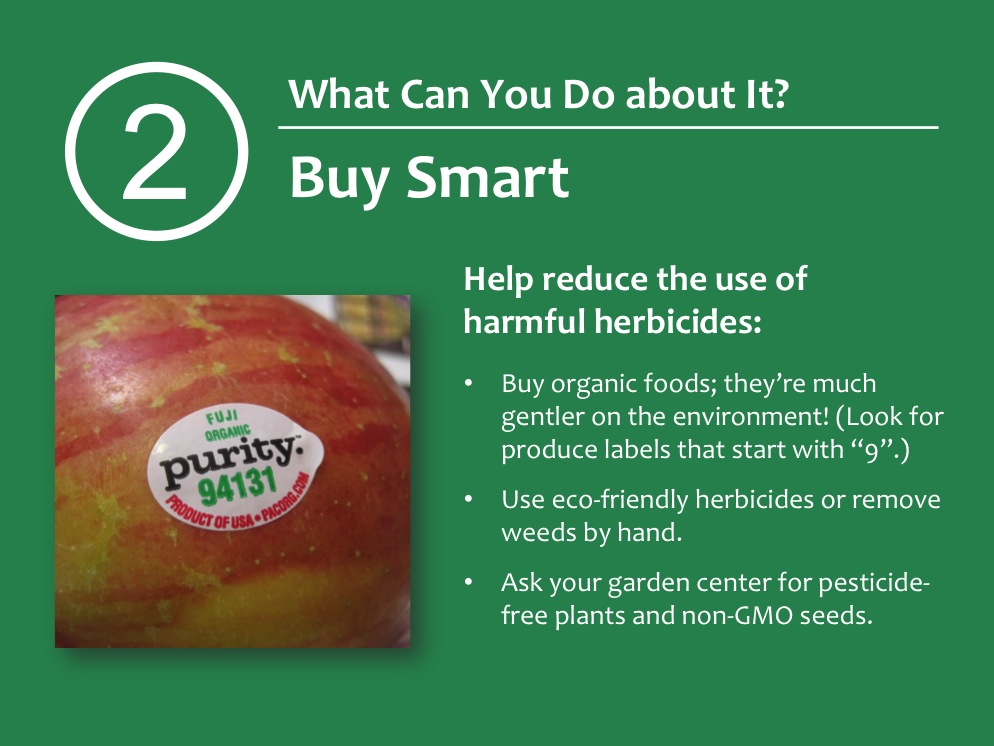 2
What Can You Do about It?
Buy Smart
Help reduce the use of
harmful herbicides:
• Buy organic foods; they’re much
gentler on the environment! (Look for
produce labels that start with “9”.)
• Use eco-friendly herbicides or remove
weeds by hand.
• Ask your garden center for pesticide-
free plants and non-GMO seeds.
FUJI
ORGANIC
purity.™
94131
PRODUCT OF USA • PACORG.COM